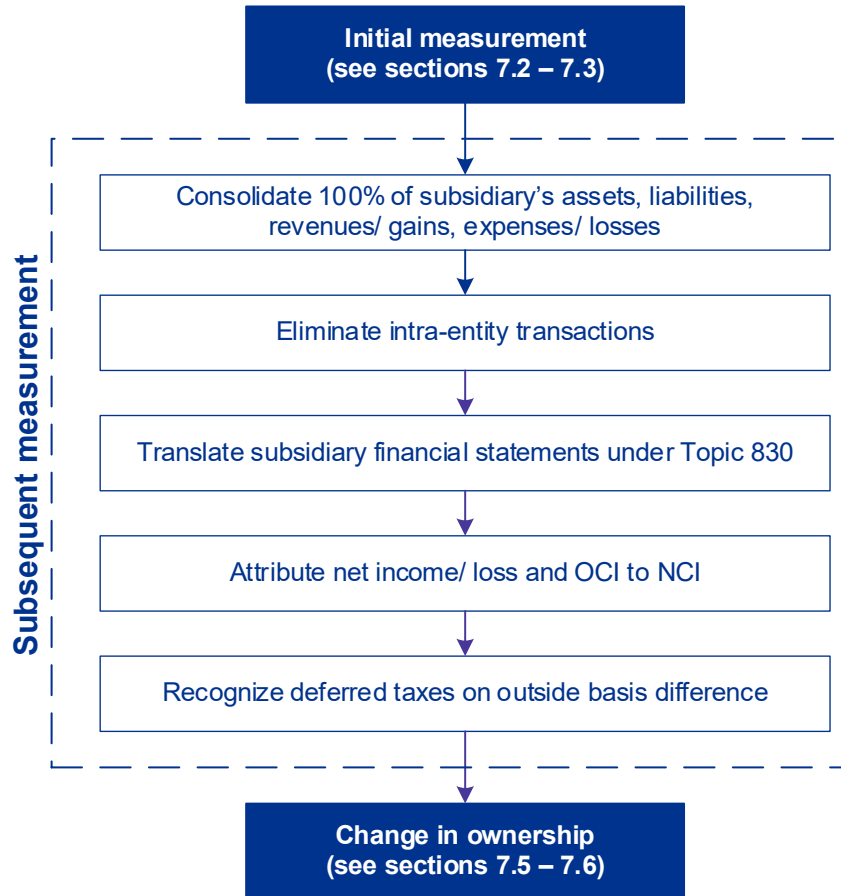 Initial measurement
(see sections 7.2 – 7.3)
Subsequent measurement
Consolidate 100% of subsidiary’s assets, liabilities,
revenues/ gains, expenses/ losses
Eliminate intra-entity transactions
Translate subsidiary financial statements under Topic 830
Attribute net income/ loss and OCI to NCI
Recognize deferred taxes on outside basis difference
Change in ownership
(see sections 7.5 – 7.6)